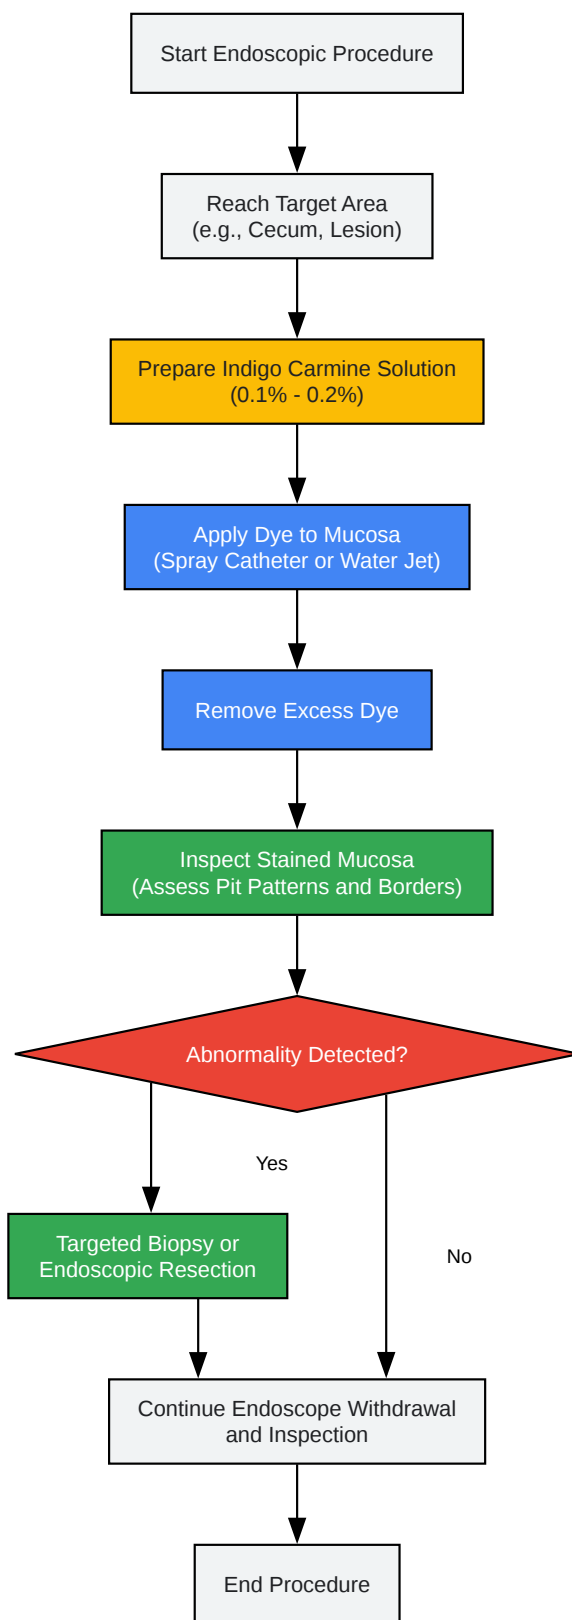 Start Endoscopic Procedure
Reach Target Area
(e.g., Cecum, Lesion)
Prepare Indigo Carmine Solution
(0.1% - 0.2%)
Apply Dye to Mucosa
(Spray Catheter or Water Jet)
Remove Excess Dye
Inspect Stained Mucosa
(Assess Pit Patterns and Borders)
Abnormality Detected?
Yes
Targeted Biopsy or
Endoscopic Resection
No
Continue Endoscope Withdrawal
and Inspection
End Procedure